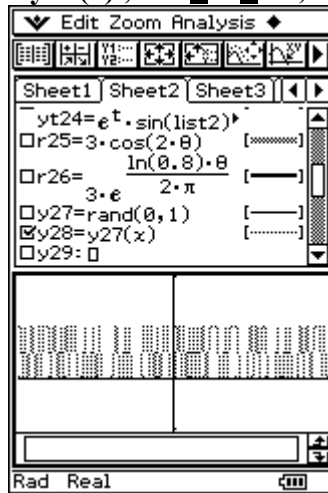 Edit Zoom Analysis
Sheet1 Sheet2 Sheet3
yt24=e^t·sin(list2)
r25=3·cos(2·θ)
r26=3·e^(ln(0.8)·θ/2·π)
y27=rand(0,1)
y28=y27(x)
y29:
Rad Real